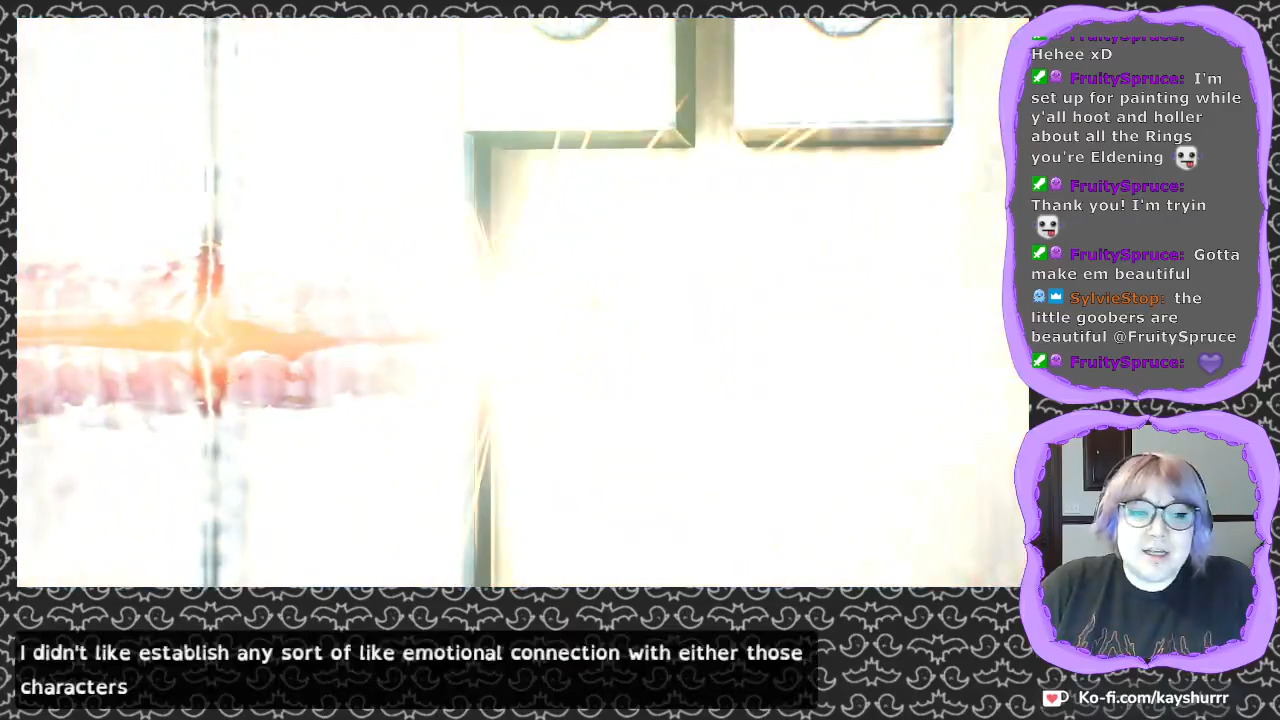 FruitySpruce:
Hehee xD
FruitySpruce: I'm
set up for painting while
y'all hoot and holler
about all the Rings
you're Eldening
FruitySpruce:
Thank you! I'm tryin
FruitySpruce: Gotta
make em beautiful
SylvieStop: the
little goobers are
beautiful @FruitySpruce
FruitySpruce:
I didn't like establish any sort of like emotional connection with either those
characters
Ko-fi.com/kayshurrr